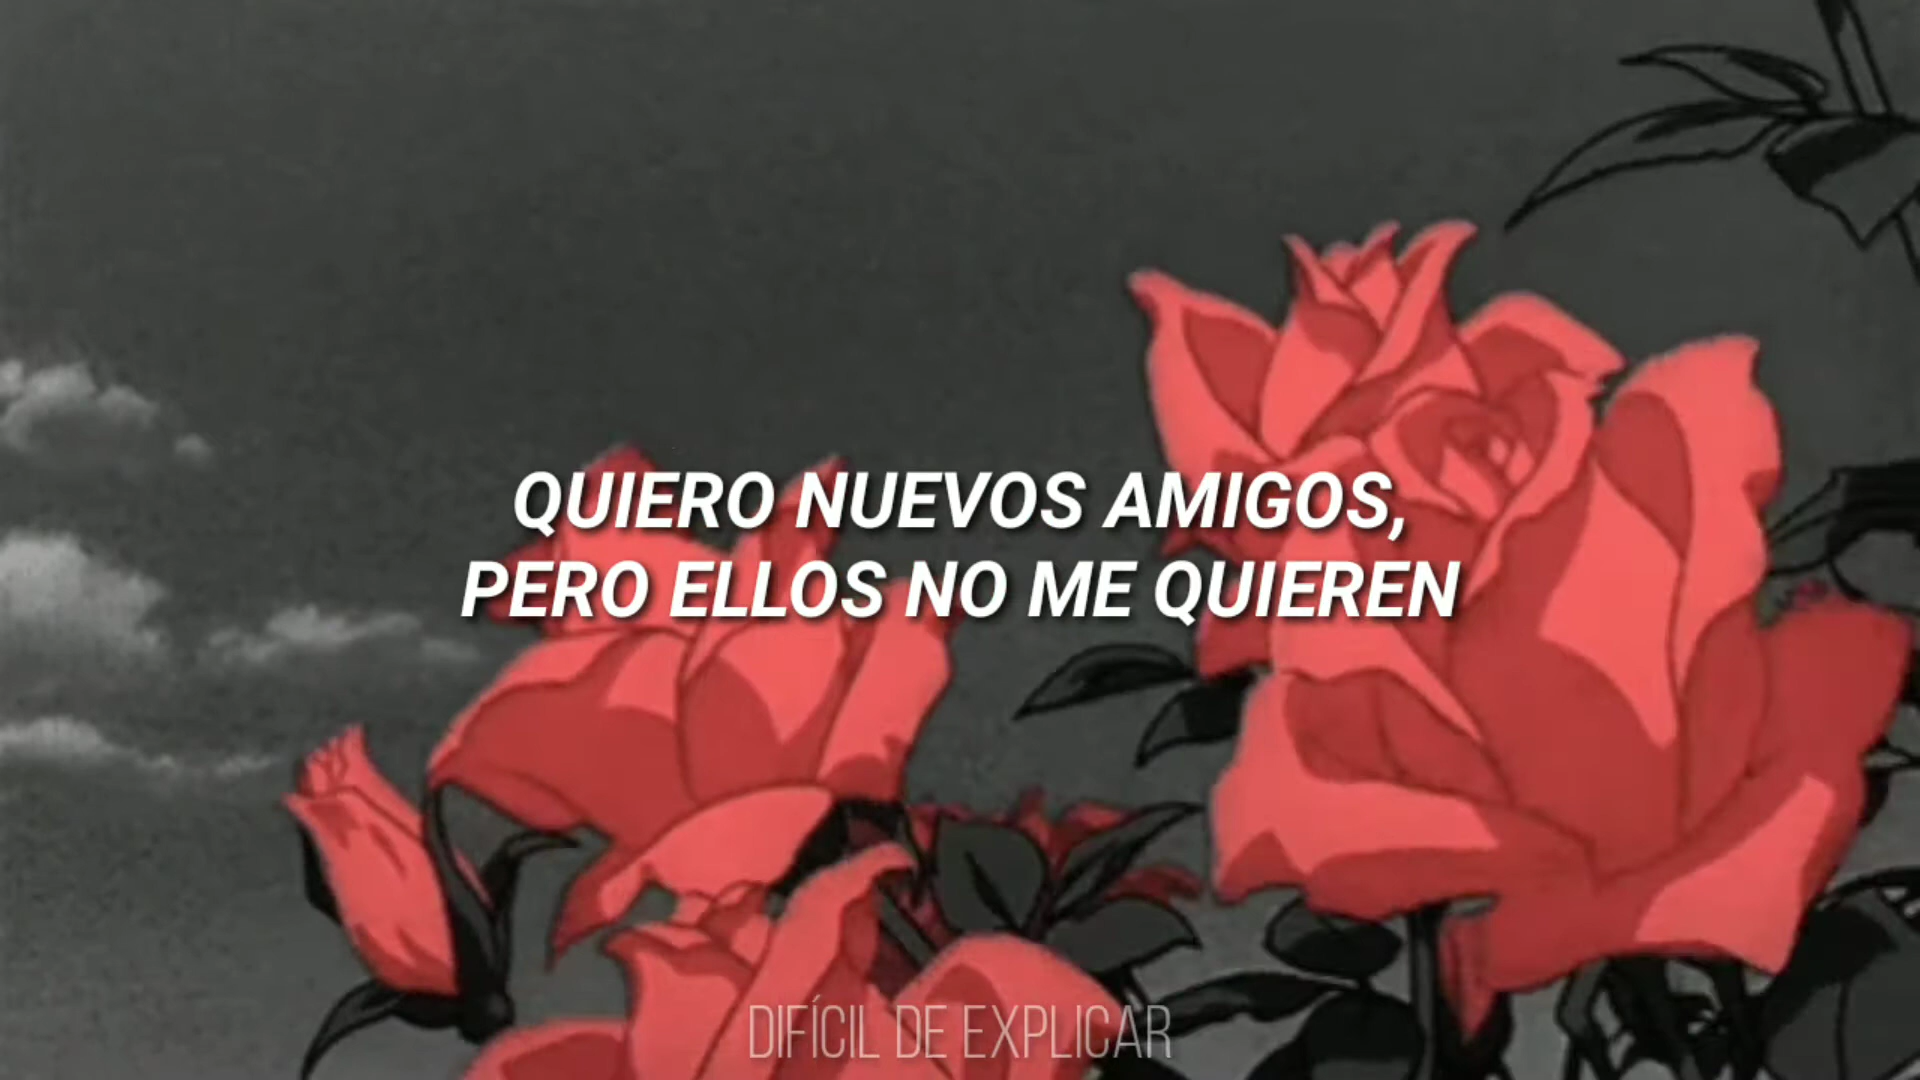 QUIERO NUEVOS AMIGOS,
PERO ELLOS NO ME QUIEREN
DIFÍCIL DE EXPLICAR